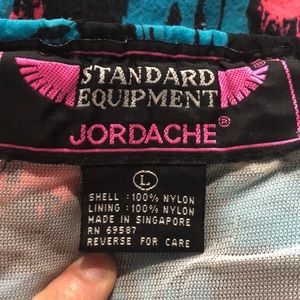 STANDARD
EQUIPMENT
JORDACHE®
L
SHELL :100% NYLON
LINING :100% NYLON
MADE IN SINGAPORE
RN 69587
REVERSE FOR CARE